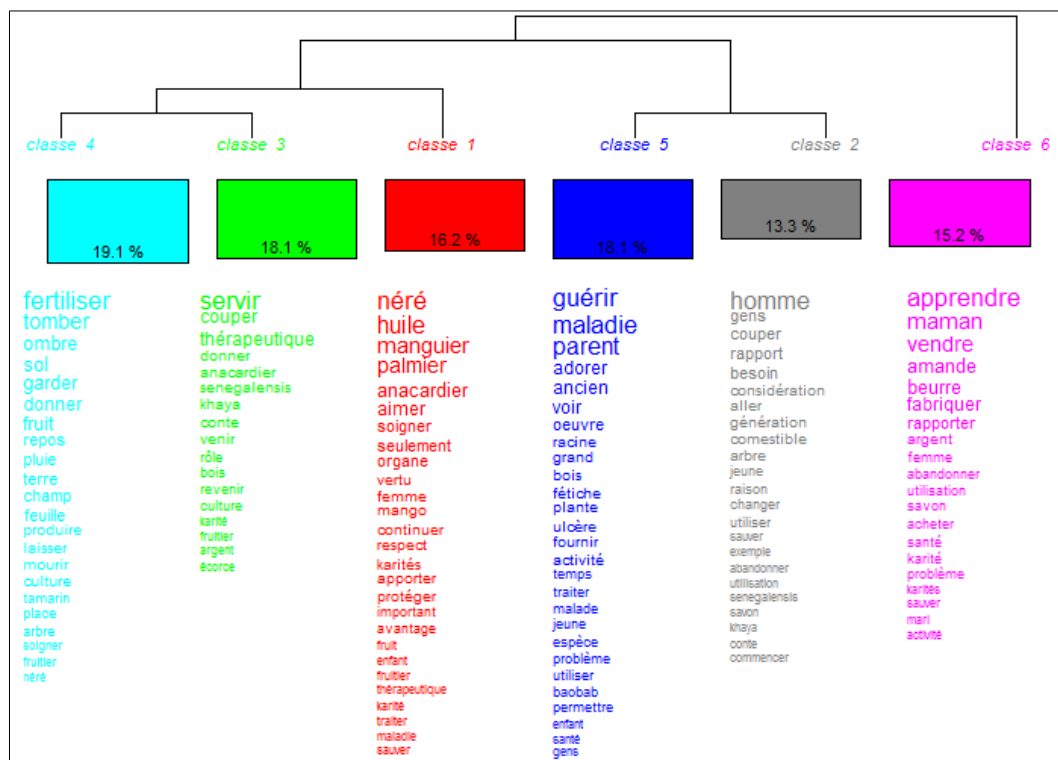 classe 4
classe 3
classe 1
classe 5
classe 2
classe 6
19.1 %
18.1 %
16.2 %
18.1 %
13.3 %
15.2 %
fertiliser
tomber
ombre
sol
garder
donner
fruit
repos
pluie
terre
champ
feuille
produire
laisser
mourir
culture
tamarin
place
arbre
soigner
fruitier
néré
servir
couper
thérapeutique
donner
anacardier
senegalensis
khaya
conte
venir
rôle
bois
revenir
culture
karité
fruitier
argent
écorce
néré
huile
manguier
palmier
anacardier
aimer
soigner
seulement
organe
vertu
femme
mango
continuer
respect
karités
apporter
protéger
important
avantage
fruit
enfant
fruitier
thérapeutique
karité
traiter
maladie
sauver
guérir
maladie
parent
adorer
ancien
voir
oeuvre
racine
grand
bois
fétiche
plante
ulcère
fournir
activité
temps
traiter
malade
jeune
espèce
problème
utiliser
baobab
permettre
enfant
santé
gens
homme
gens
couper
rapport
besoin
considération
aller
génération
comestible
arbre
jeune
raison
changer
utiliser
sauver
exemple
abandonner
utilisation
senegalensis
savon
khaya
conte
commencer
apprendre
maman
vendre
amande
beurre
fabriquer
rapporter
argent
femme
abandonner
utilisation
savon
acheter
santé
karité
problème
karités
sauver
mari
activité